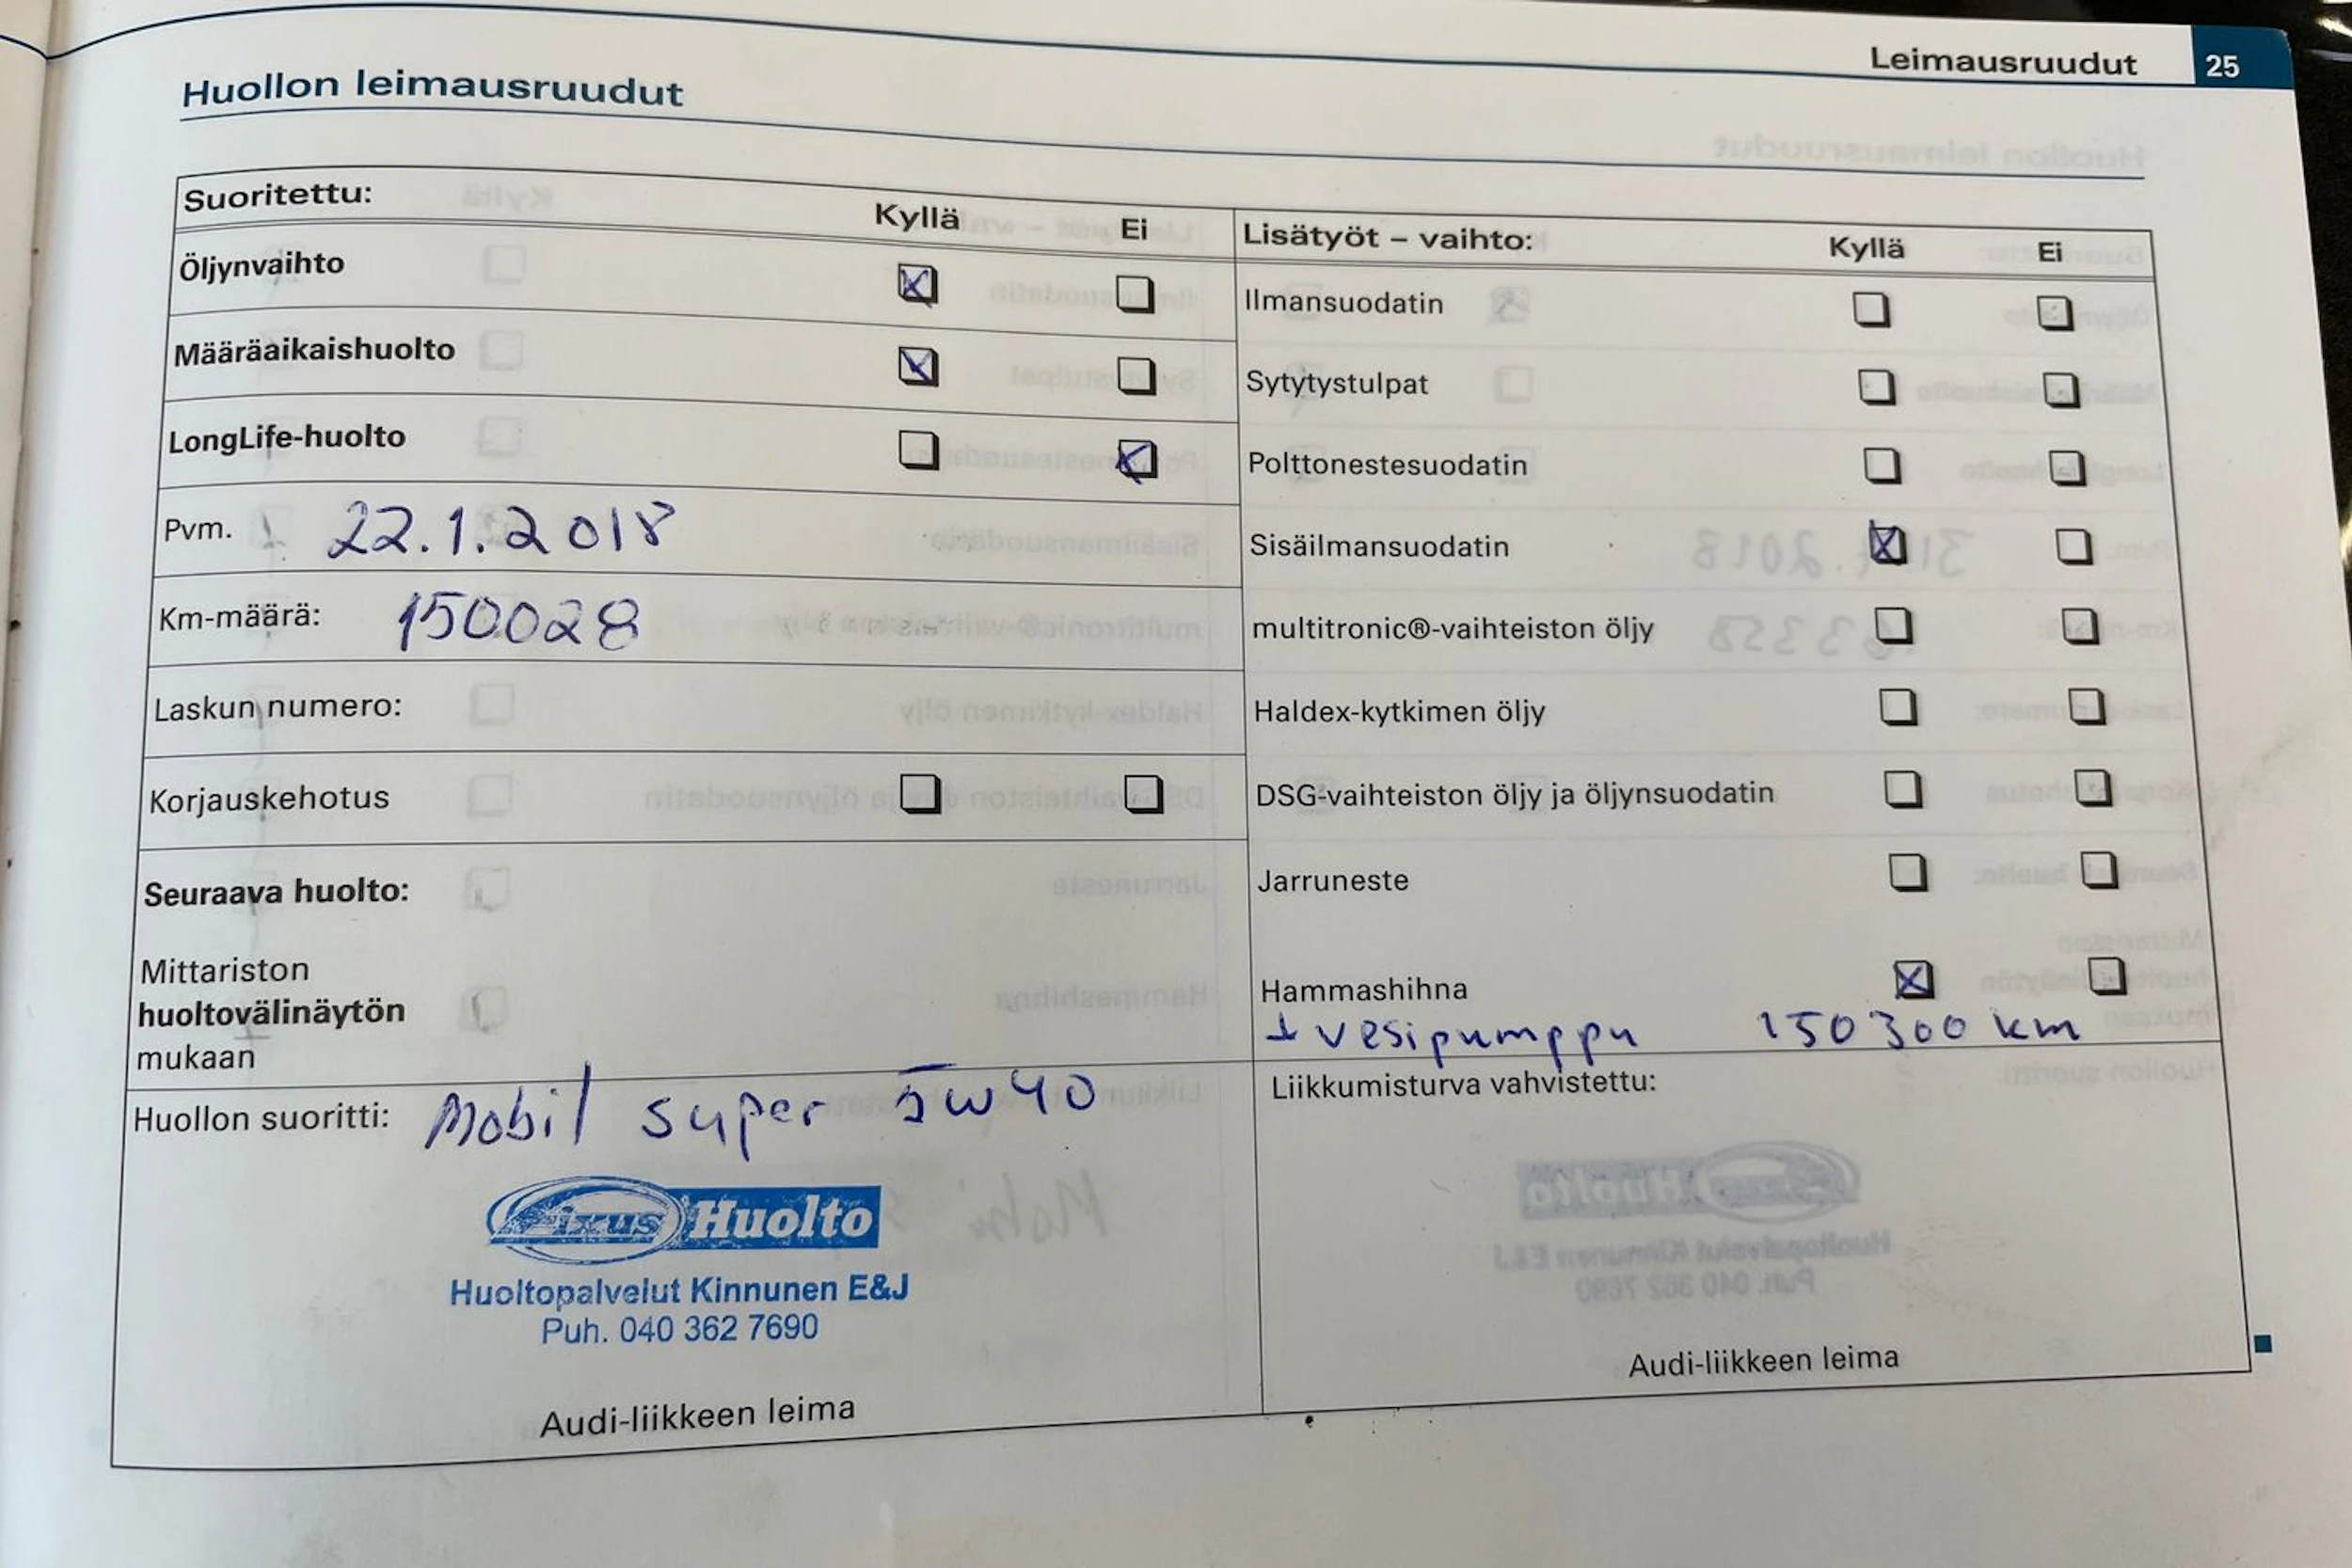 Leimausruudut 25
Huollon leimausruudut
Suoritettu: Kyllä Ei
Öljynvaihto
Määräaikaishuolto
LongLife-huolto
Pvm. 22.1.2018
Km-määrä: 150028
Laskun numero:
Korjauskehotus
Seuraava huolto:
Mittariston
huoltovälinäytön
mukaan
Huollon suoritti: Mobil super 5w40
Fixus Huolto
Huoltopalvelut Kinnunen E&J
Puh. 040 362 7690
Audi-liikkeen leima
Lisätyöt – vaihto: Kyllä Ei
Ilmansuodatin
Sytytystulpat
Polttonestesuodatin
Sisäilmansuodatin
multitronic®-vaihteiston öljy
Haldex-kytkimen öljy
DSG-vaihteiston öljy ja öljynsuodatin
Jarruneste
Hammashihna
+ vesipumppu 150300 km
Liikkumisturva vahvistettu:
Audi-liikkeen leima